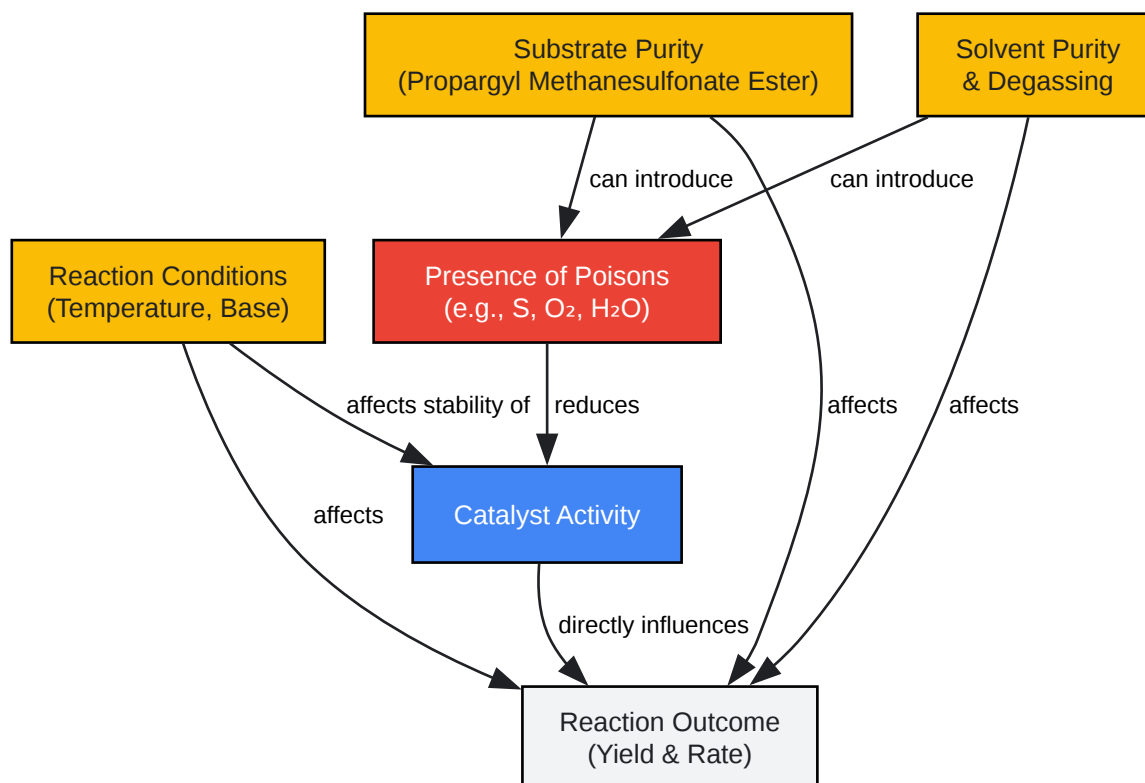 Substrate Purity
(Propargyl Methanesulfonate Ester)
Solvent Purity
& Degassing
can introduce
can introduce
Reaction Conditions
(Temperature, Base)
Presence of Poisons
(e.g., S, O₂, H₂O)
affects stability of
reduces
affects
affects
Catalyst Activity
affects
directly influences
Reaction Outcome
(Yield & Rate)